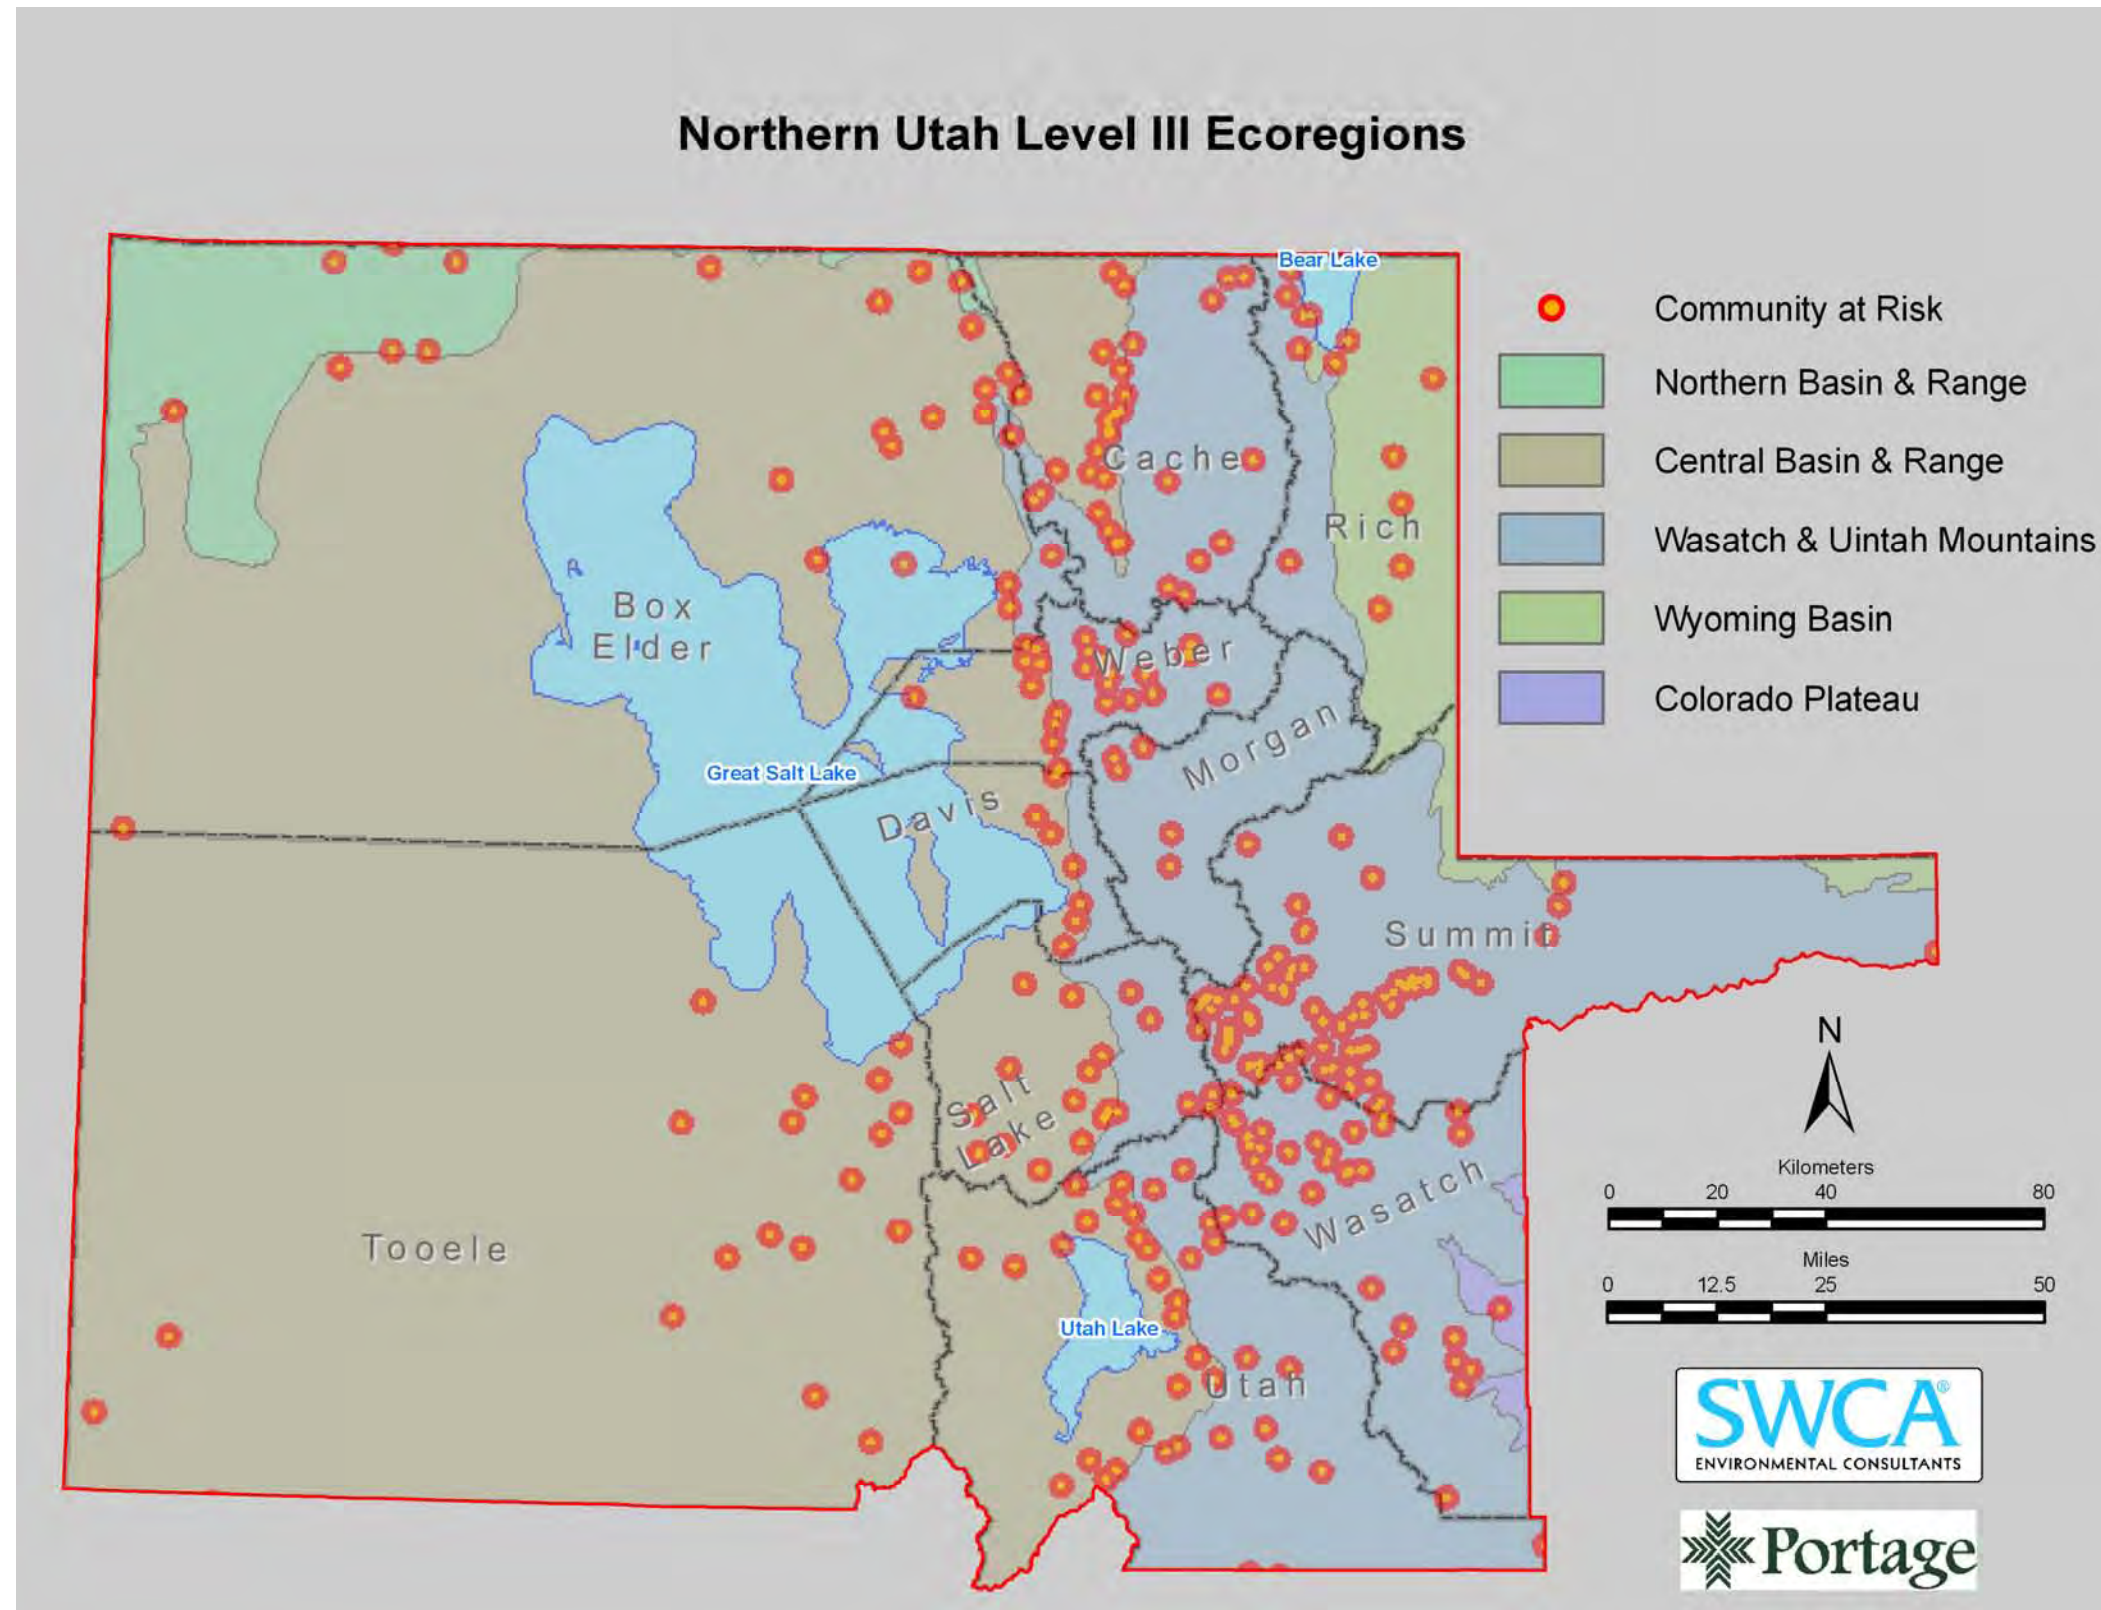 Northern Utah Level III Ecoregions
Bear Lake
Community at Risk
Northern Basin & Range
Central Basin & Range
Wasatch & Uintah Mountains
Wyoming Basin
Colorado Plateau
Cache
Rich
Box
Elder
Weber
Morgan
Great Salt Lake
Davis
Summit
Salt
Lake
Wasatch
Tooele
Utah Lake
Utah
N
Kilometers
0 20 40 80
Miles
0 12.5 25 50
SWCA®
ENVIRONMENTAL CONSULTANTS
Portage